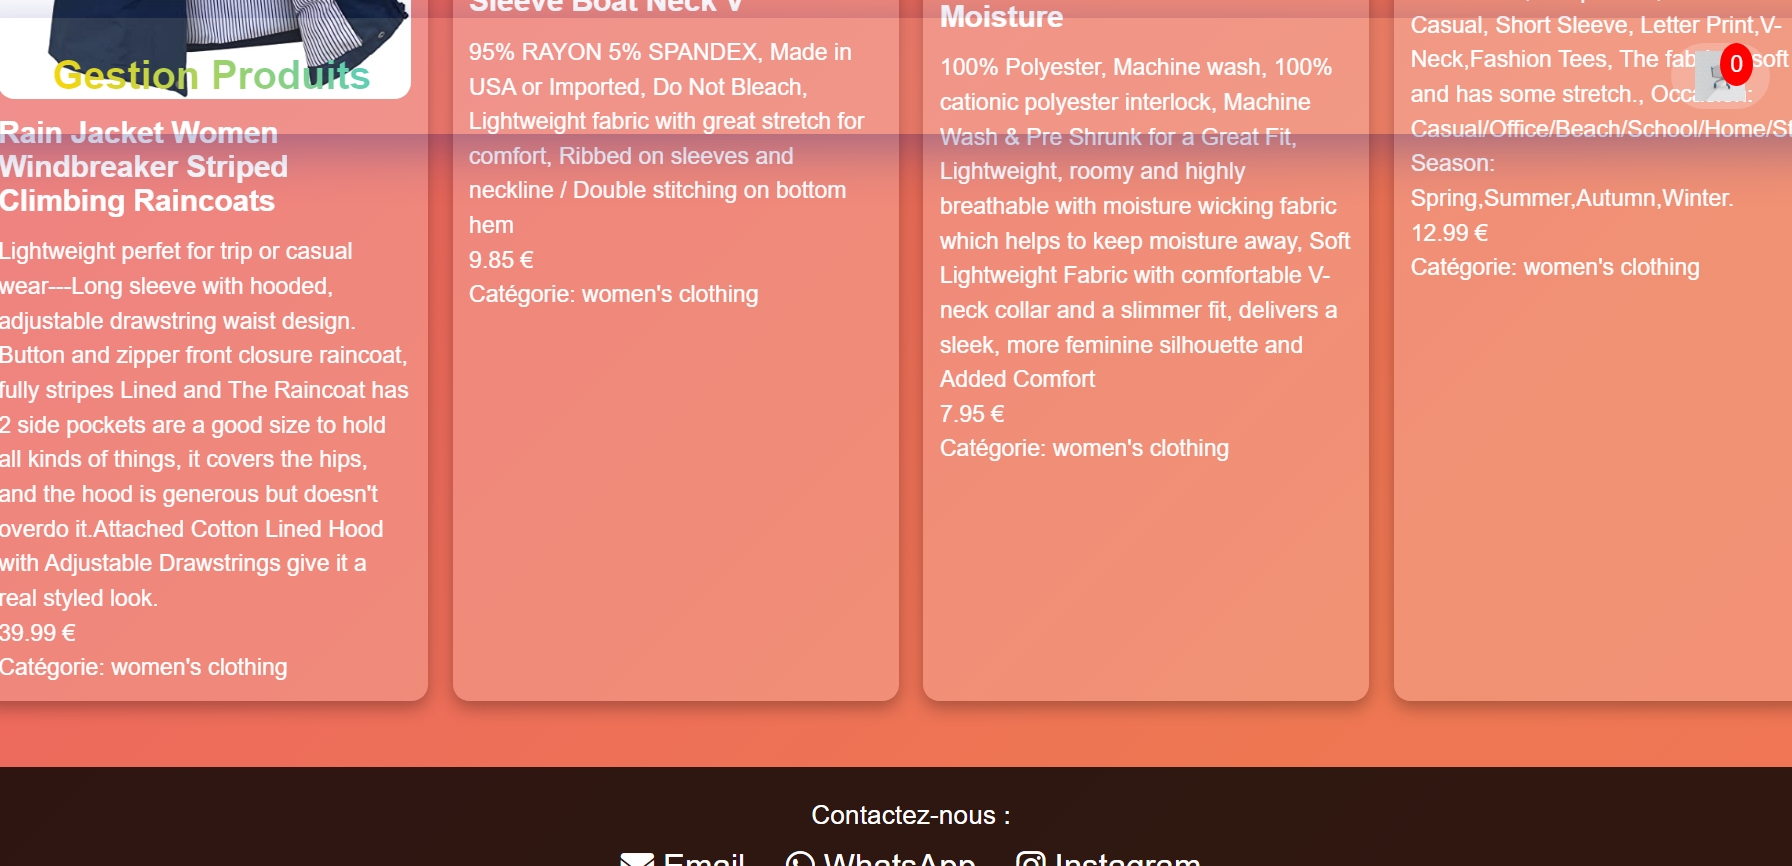 Gestion Produits
0
Rain Jacket Women
Windbreaker Striped
Climbing Raincoats
Lightweight perfet for trip or casual
wear---Long sleeve with hooded,
adjustable drawstring waist design.
Button and zipper front closure raincoat,
fully stripes Lined and The Raincoat has
2 side pockets are a good size to hold
all kinds of things, it covers the hips,
and the hood is generous but doesn't
overdo it.Attached Cotton Lined Hood
with Adjustable Drawstrings give it a
real styled look.
39.99 €
Catégorie: women's clothing
Sleeve Boat Neck V
95% RAYON 5% SPANDEX, Made in
USA or Imported, Do Not Bleach,
Lightweight fabric with great stretch for
comfort, Ribbed on sleeves and
neckline / Double stitching on bottom
hem
9.85 €
Catégorie: women's clothing
Moisture
100% Polyester, Machine wash, 100%
cationic polyester interlock, Machine
Wash & Pre Shrunk for a Great Fit,
Lightweight, roomy and highly
breathable with moisture wicking fabric
which helps to keep moisture away, Soft
Lightweight Fabric with comfortable V-
neck collar and a slimmer fit, delivers a
sleek, more feminine silhouette and
Added Comfort
7.95 €
Catégorie: women's clothing
Casual, Short Sleeve, Letter Print,V-
Neck,Fashion Tees, The soft
and has some stretch.,
Casual/Office/Beach/School/Home/St
Season:
Spring,Summer,Autumn,Winter.
12.99 €
Catégorie: women's clothing
Contactez-nous :
Email WhatsApp Instagram